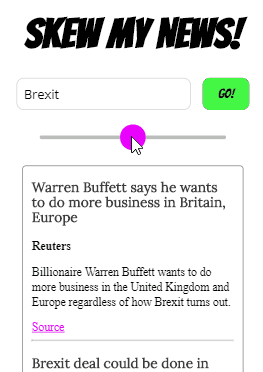 SKEW MY NEWS!
Brexit
GO!
Warren Buffett says he wants
to do more business in Britain,
Europe
Reuters
Billionaire Warren Buffett wants to do
more business in the United Kingdom and
Europe regardless of how Brexit turns out.
Source
Brexit deal could be done in